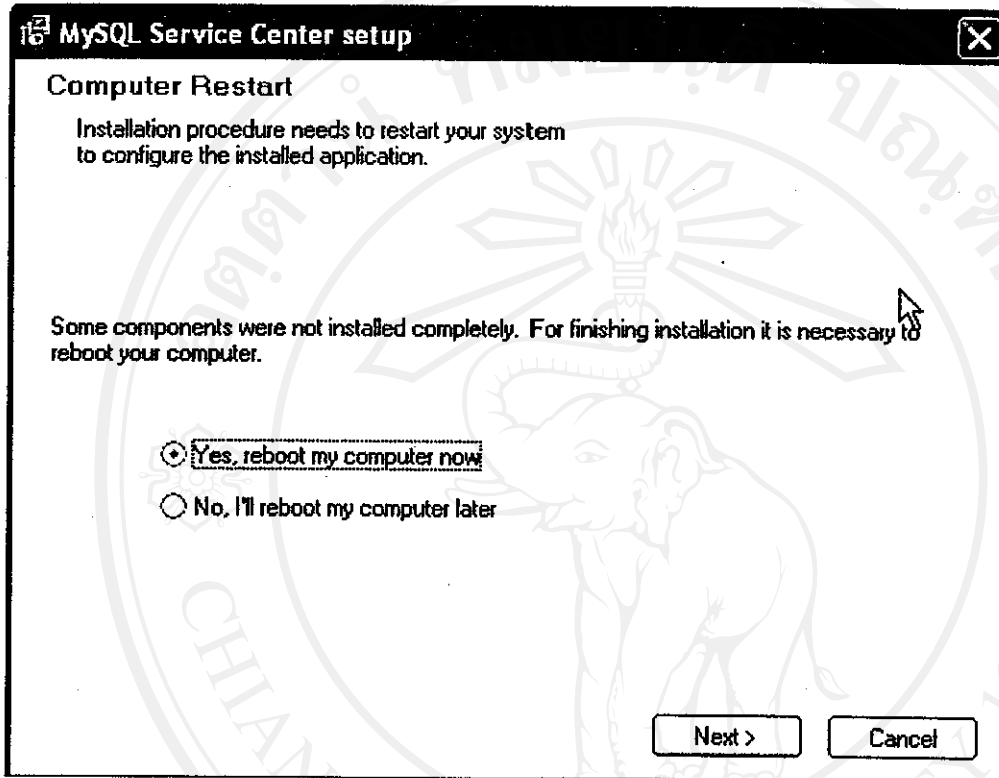 MySQL Service Center setup
Computer Restart
Installation procedure needs to restart your system
to configure the installed application.
Some components were not installed completely. For finishing installation it is necessary to
reboot your computer.
Yes, reboot my computer now
No, I'll reboot my computer later
Next >
Cancel